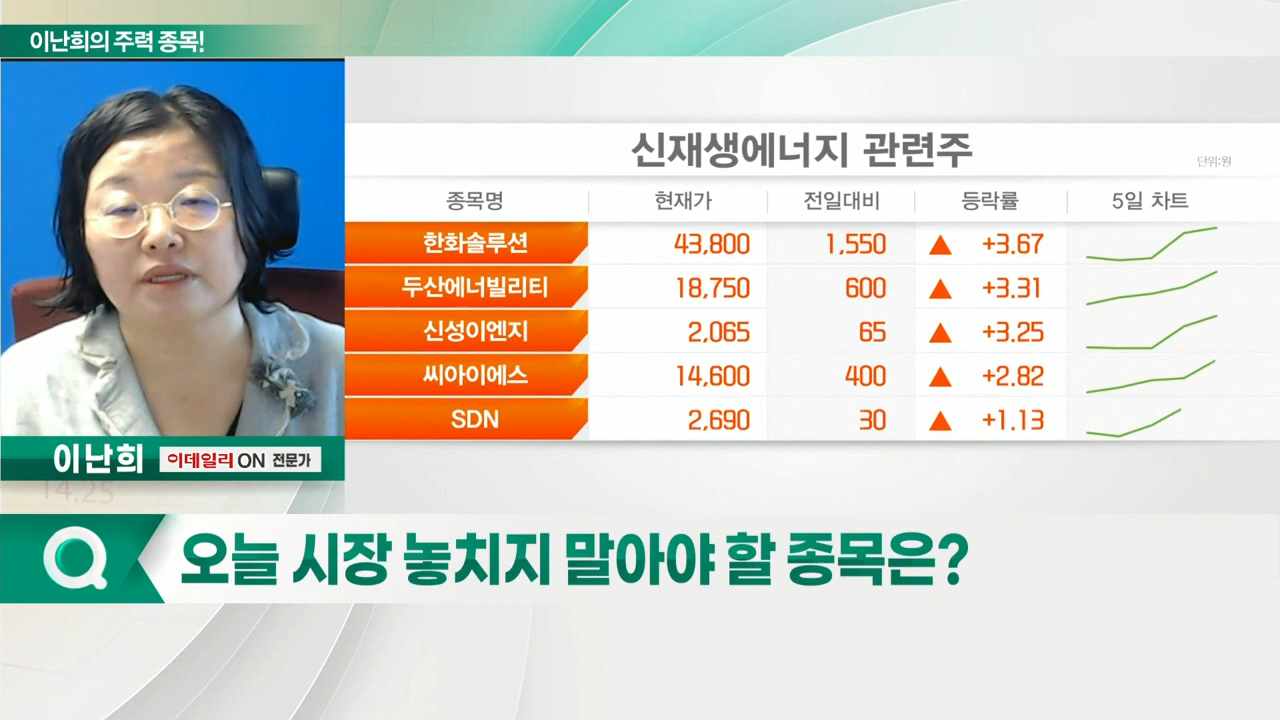 이난희의 주력 종목!
신재생에너지 관련주
단위:원
종목명 현재가 전일대비 등락률 5일 차트
한화솔루션 43,800 1,550 ▲ +3.67
두산에너빌리티 18,750 600 ▲ +3.31
신성이엔지 2,065 65 ▲ +3.25
씨아이에스 14,600 400 ▲ +2.82
SDN 2,690 30 ▲ +1.13
이난희 이데일리 ON 전문가
14.25
오늘 시장 놓치지 말아야 할 종목은?